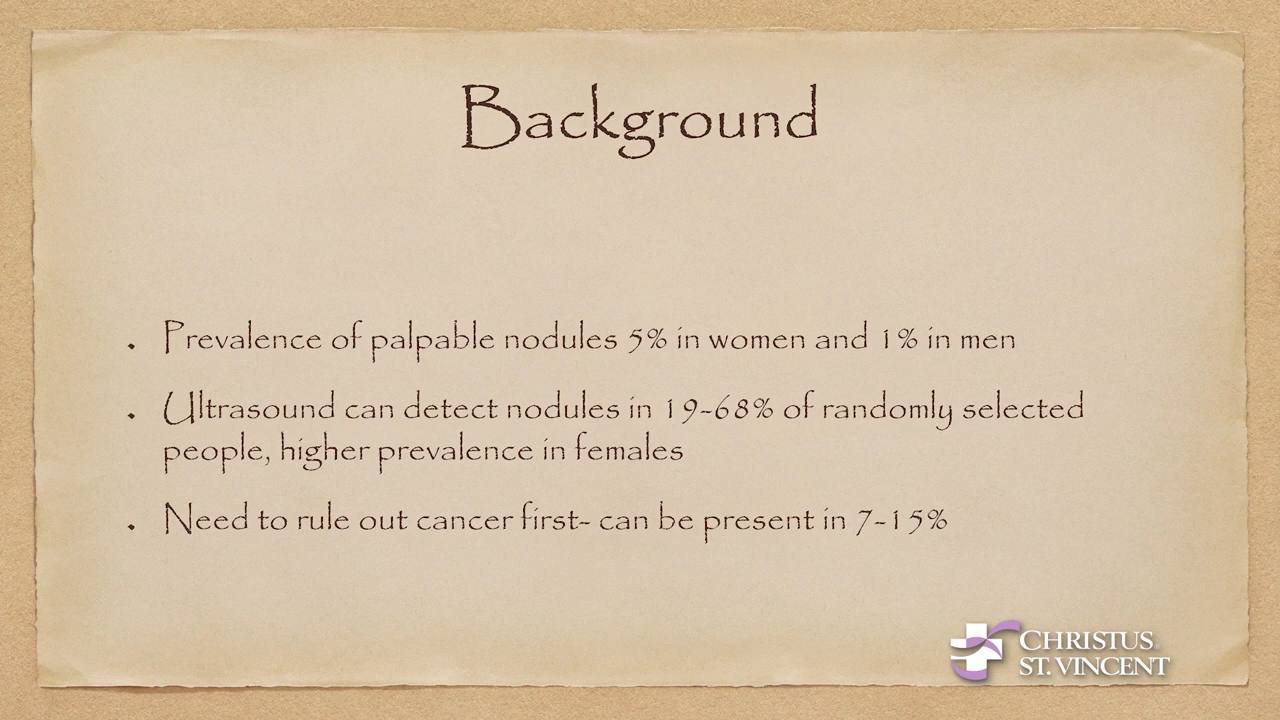 Background
. Prevalence of palpable nodules 5% in women and 1% in men
. Ultrasound can detect nodules in 19-68% of randomly selected
people, higher prevalence in females
. Need to rule out cancer first- can be present in 7-15%
CHRISTUS®
ST. VINCENT